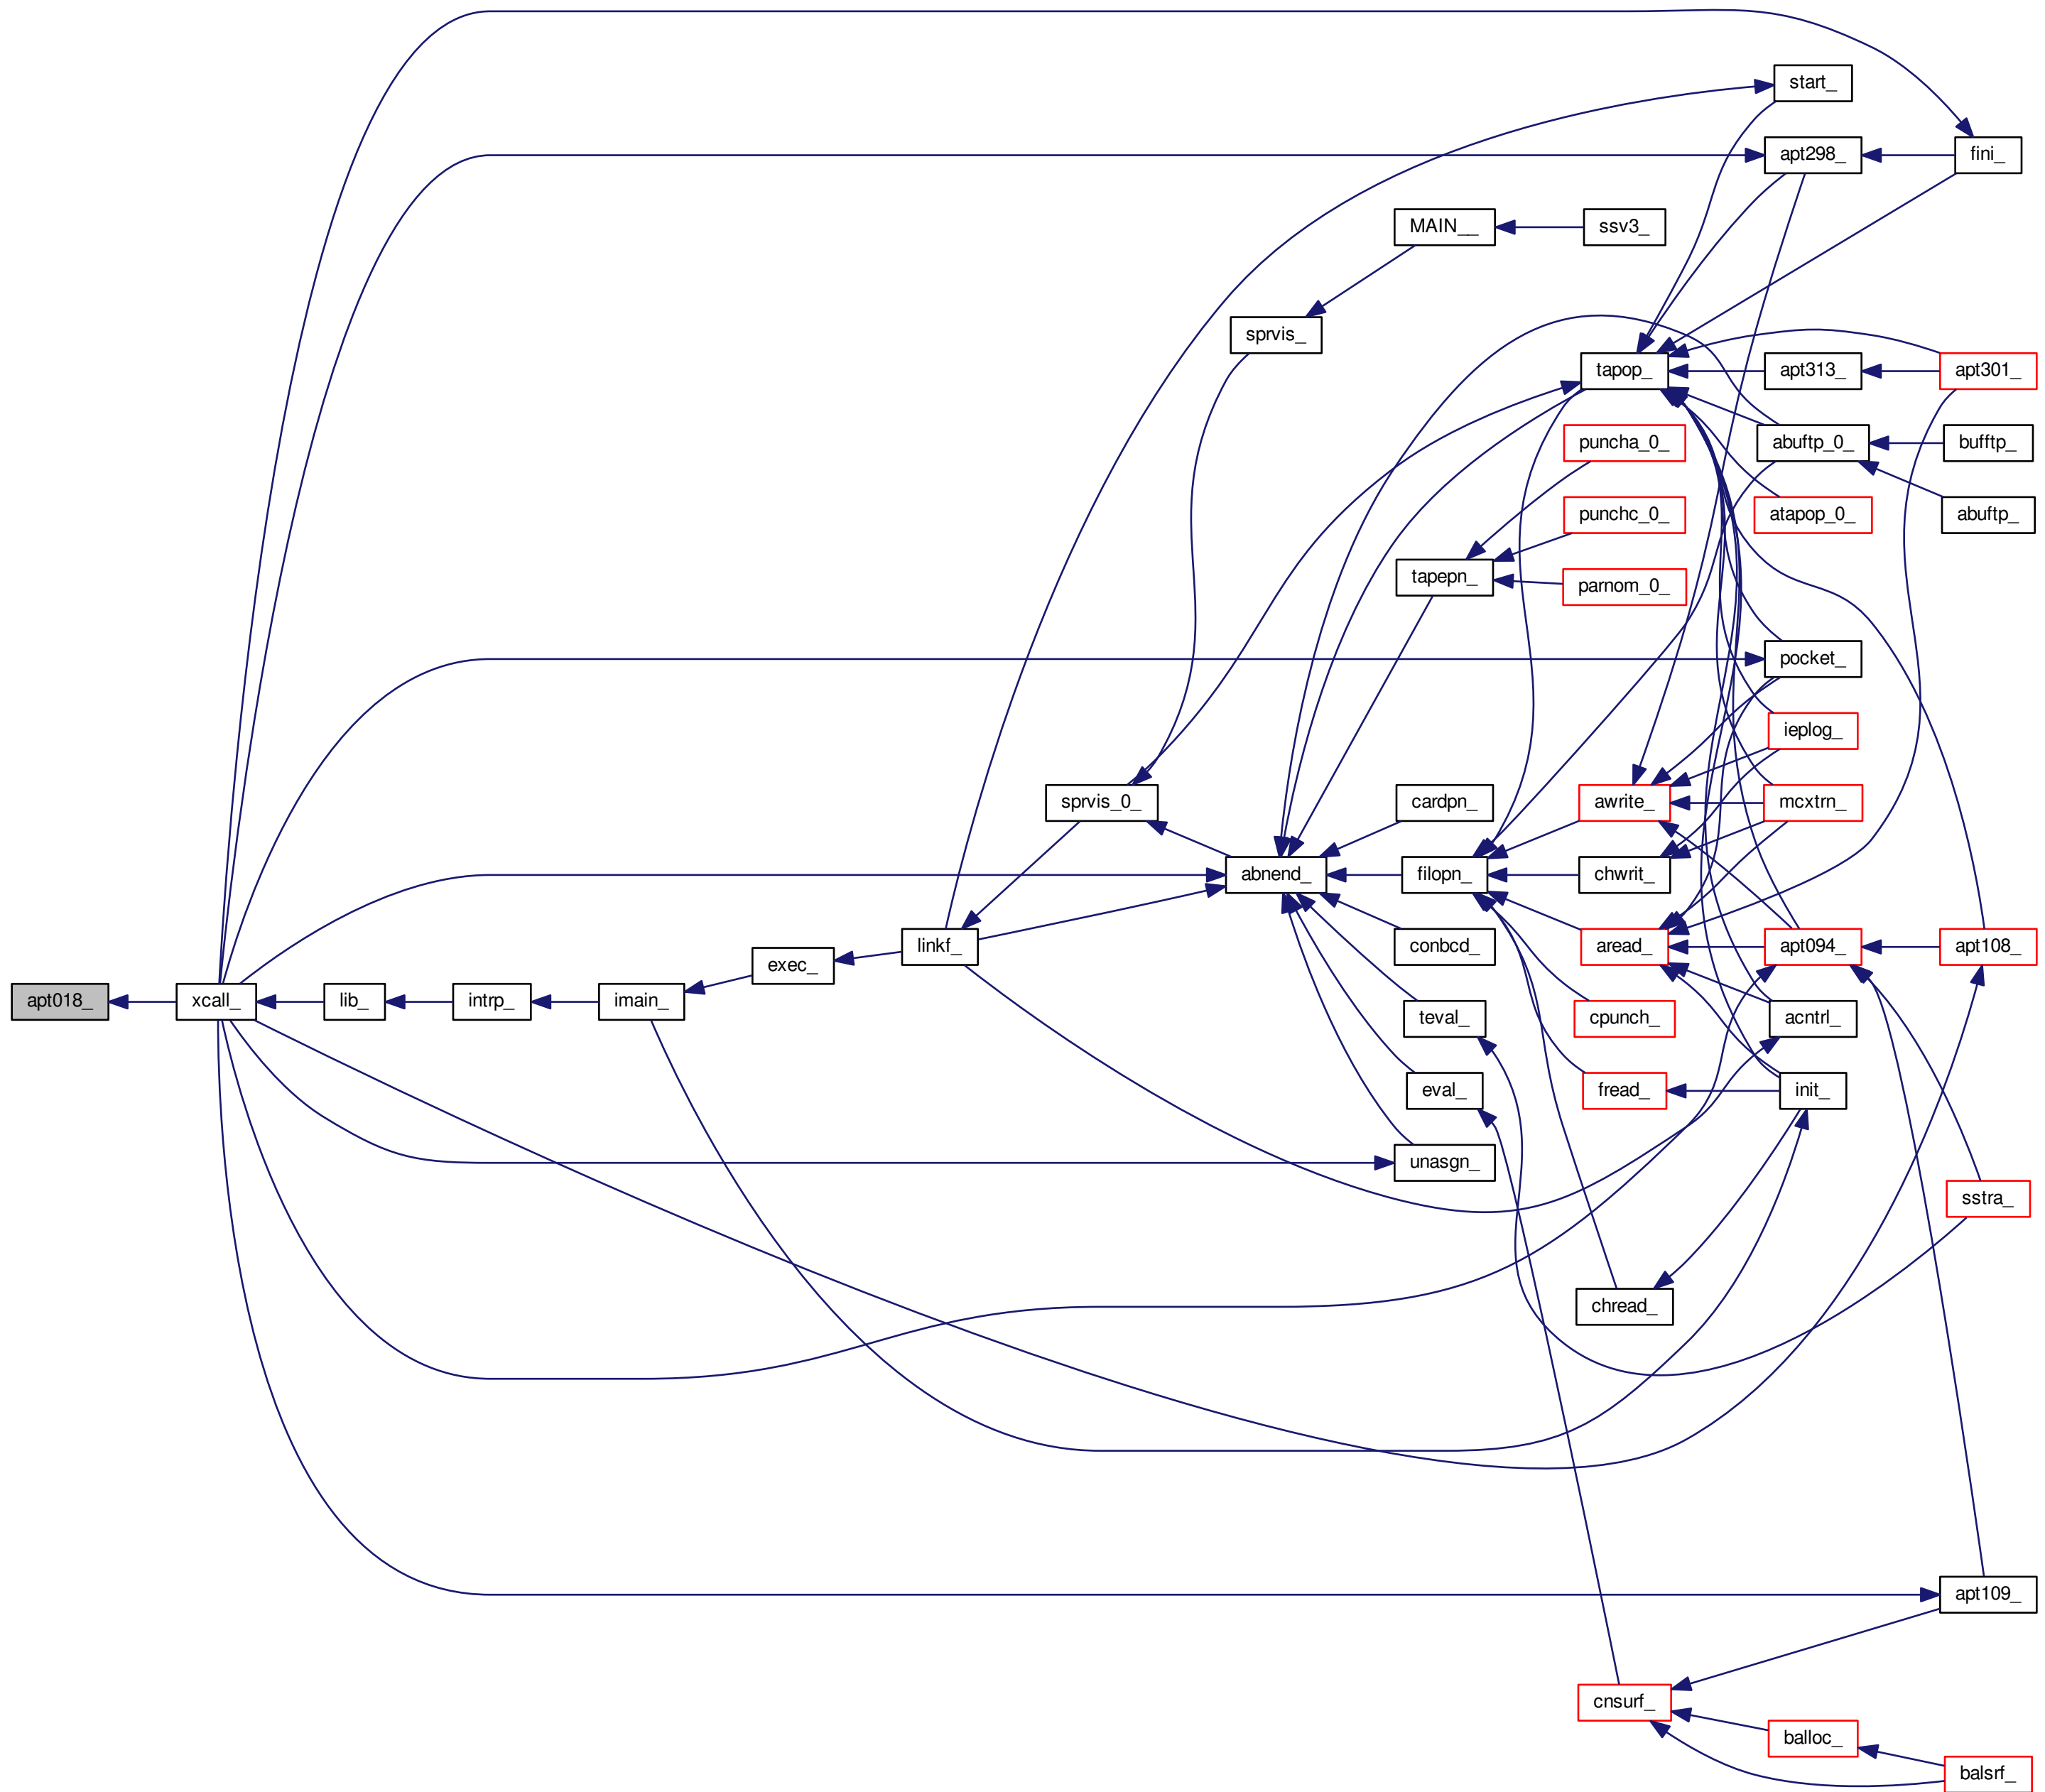 start_
apt298_
fini_
MAIN__
ssv3_
sprvis_
tapop_
apt313_
apt301_
puncha_0_
abuftp_0_
bufftp_
punchc_0_
atapop_0_
abuftp_
tapepn_
parnom_0_
pocket_
ieplog_
sprvis_0_
cardpn_
awrite_
mcxtrn_
abnend_
filopn_
chwrit_
linkf_
conbcd_
aread_
apt094_
apt108_
exec_
apt018_
xcall_
lib_
intrp_
imain_
teval_
cpunch_
acntrl_
eval_
fread_
init_
unasgn_
sstra_
chread_
apt109_
cnsurf_
balloc_
balsrf_